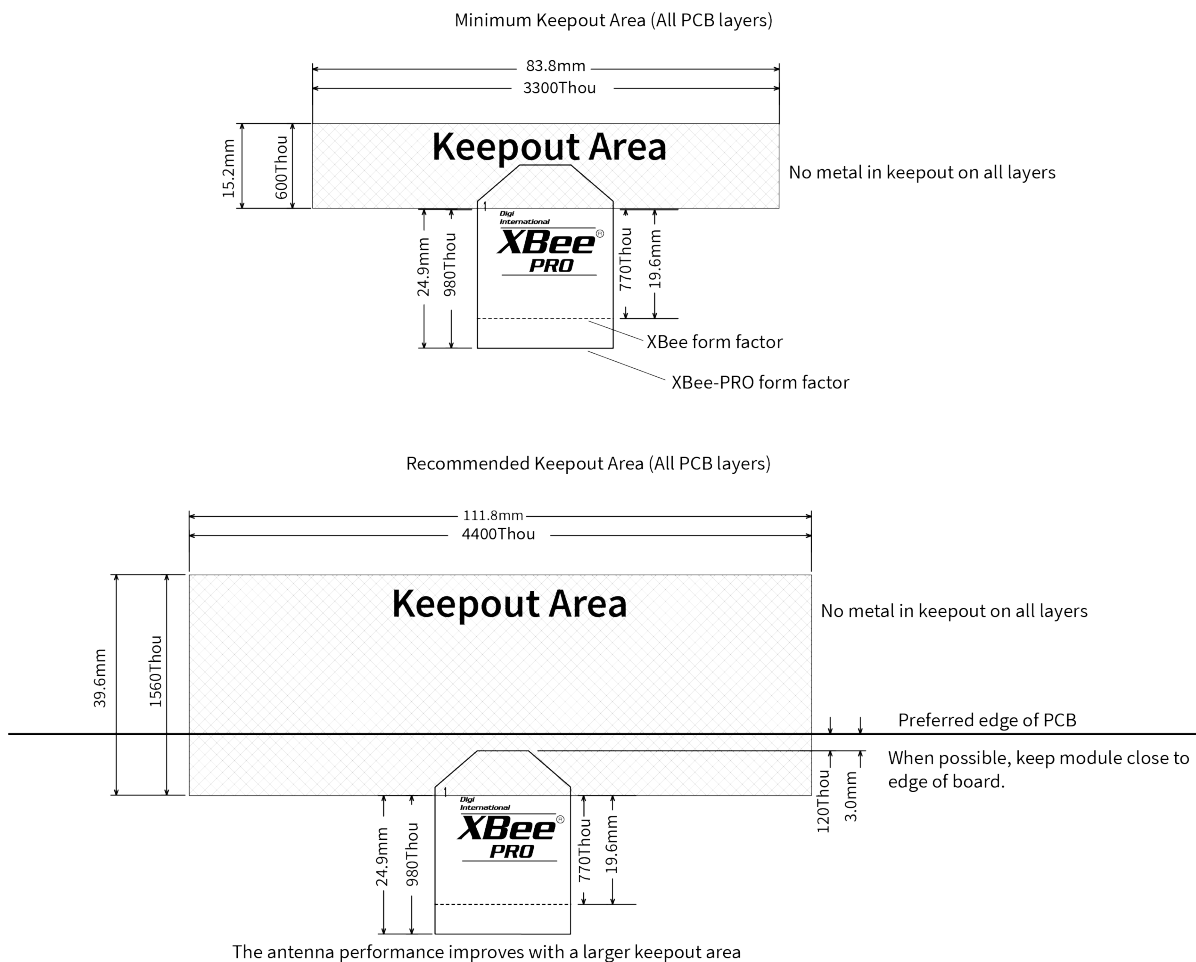 Minimum Keepout Area (All PCB layers)
83.8mm
3300Thou
Keepout Area
15.2mm
600Thou
No metal in keepout on all layers
1
Digi
International
XBee®
PRO
24.9mm
980Thou
770Thou
19.6mm
XBee form factor
XBee-PRO form factor
Recommended Keepout Area (All PCB layers)
111.8mm
4400Thou
Keepout Area
No metal in keepout on all layers
39.6mm
1560Thou
Preferred edge of PCB
When possible, keep module close to
edge of board.
120Thou
3.0mm
1
Digi
International
XBee®
PRO
24.9mm
980Thou
770Thou
19.6mm
The antenna performance improves with a larger keepout area